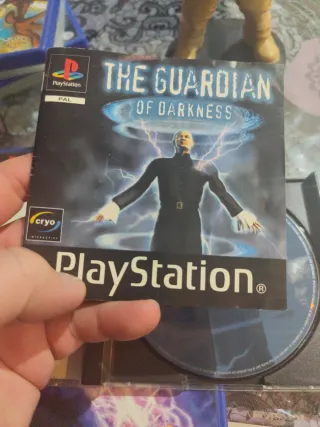 PlayStation
PAL
THE GUARDIAN
OF DARKNESS
cryo
INTERACTIVE
PlayStation®